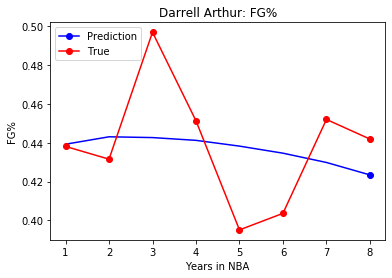 Darrell Arthur: FG%
Prediction
True
FG%
0.50
0.48
0.46
0.44
0.42
0.40
1 2 3 4 5 6 7 8
Years in NBA